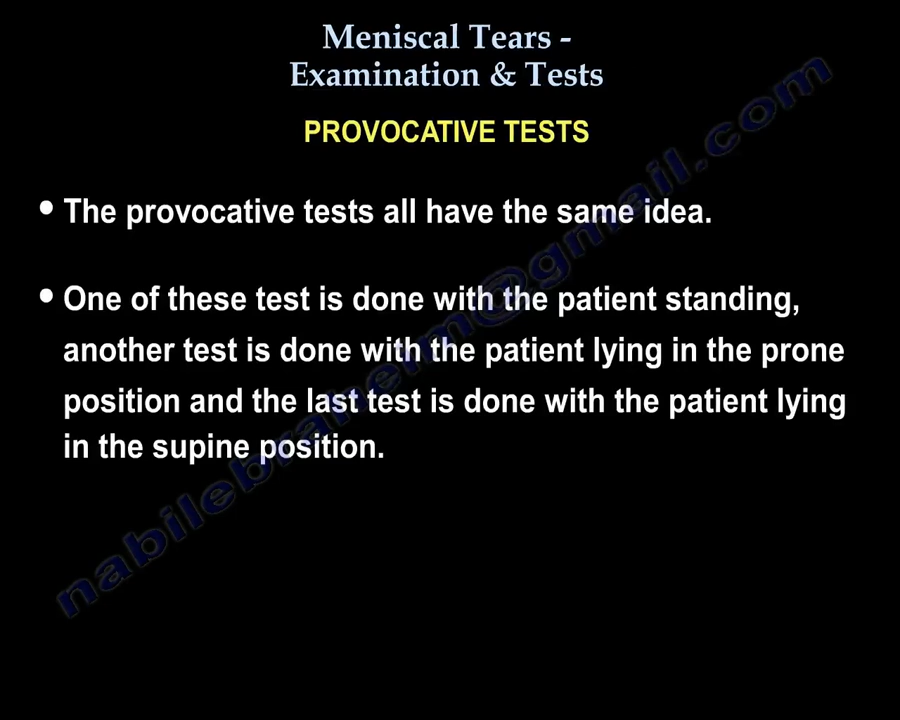 Meniscal Tears -
Examination & Tests
PROVOCATIVE TESTS
• The provocative tests all have the same idea.
• One of these test is done with the patient standing,
another test is done with the patient lying in the prone
position and the last test is done with the patient lying
in the supine position.
nabilebraheim@gmail.com